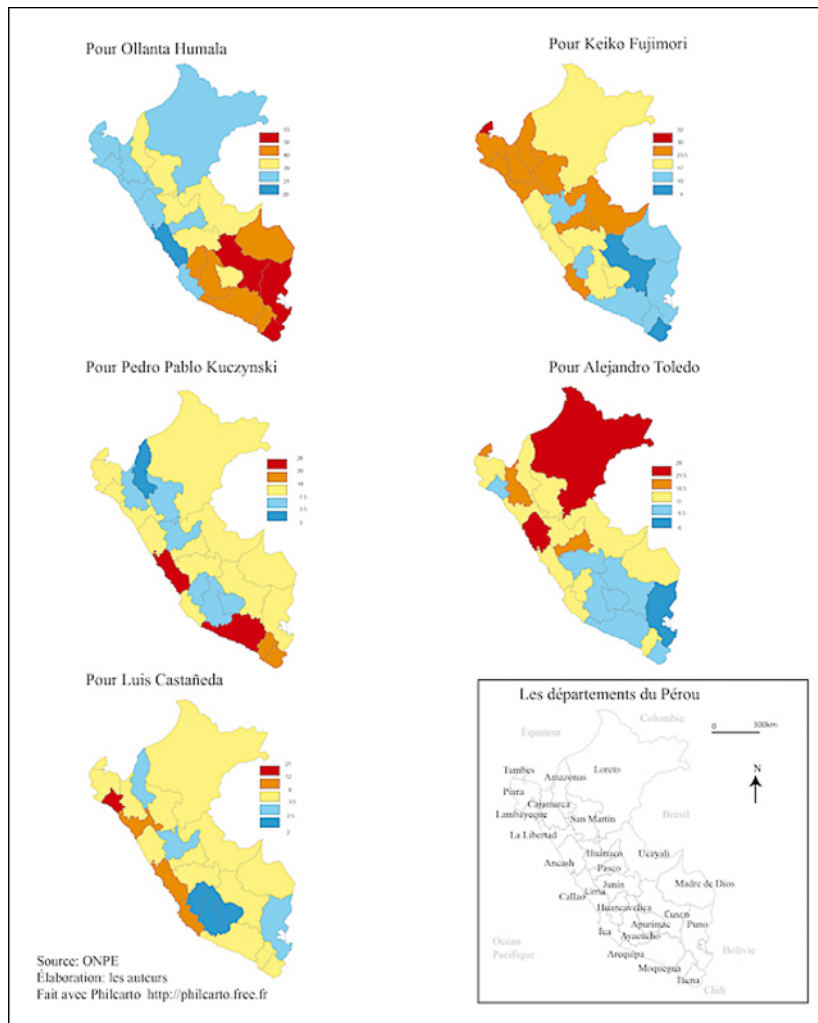 Pour Ollanta Humala
Pour Keiko Fujimori
Pour Pedro Pablo Kuczynski
Pour Alejandro Toledo
Pour Luis Castañeda
Les départements du Pérou
0 300km
N
Équateur
Colombie
Tumbes
Amazonas
Loreto
Piura
Cajamarca
Lambayeque
San Martin
Brésil
La Libertad
Ancash
Huánuco
Ucayali
Pasco
Junin
Madre de Dios
Callao
Lima
Huancavelica
Cusco
Apurimac
Puno
Ica
Ayacucho
Océan
Pacifique
Arequipa
Bolivie
Moquegua
Tacna
Chili
Source: ONPE
Élaboration: les auteurs
Fait avec Philcarto http://philcarto.free.fr